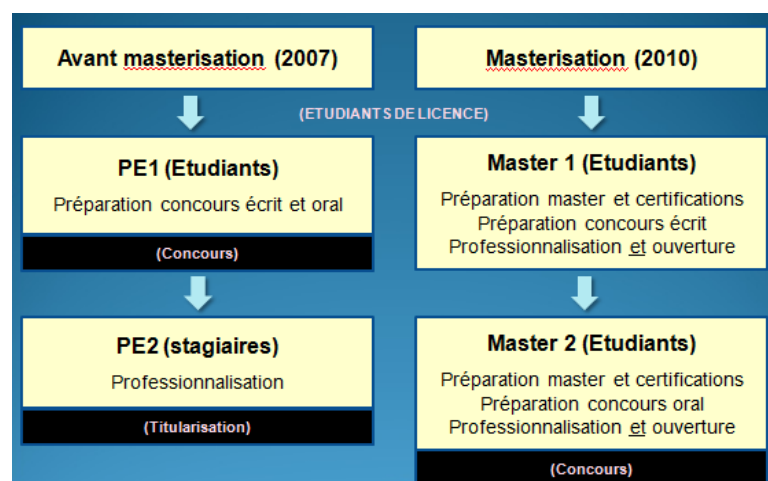 Avant masterisation (2007)
Masterisation (2010)
(ETUDIANTS DE LICENCE)
PE1 (Etudiants)
Préparation concours écrit et oral
(Concours)
Master 1 (Etudiants)
Préparation master et certifications
Préparation concours écrit
Professionnalisation et ouverture
PE2 (stagiaires)
Professionnalisation
(Titularisation)
Master 2 (Etudiants)
Préparation master et certifications
Préparation concours oral
Professionnalisation et ouverture
(Concours)